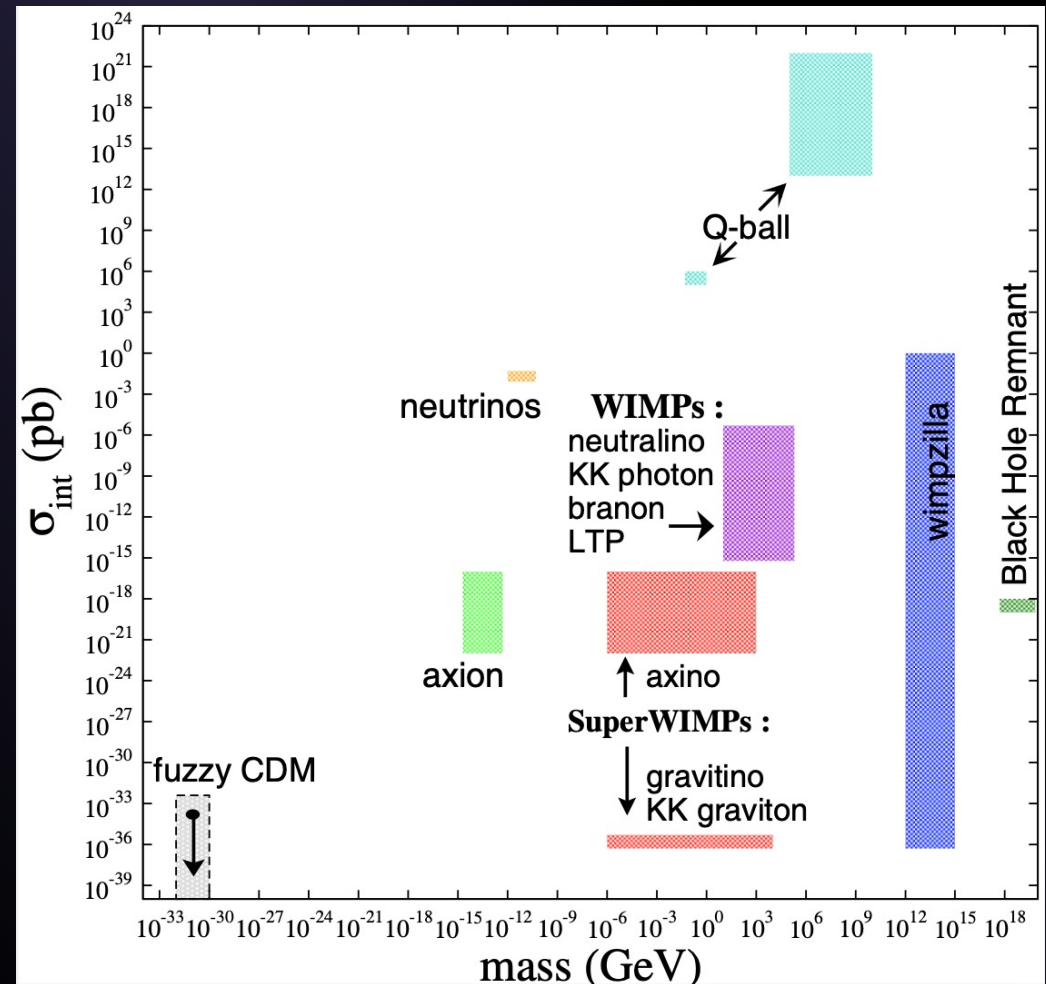 10^24
10^21
10^18
10^15
10^12
10^9
10^6
10^3
10^0
10^-3
10^-6
10^-9
10^-12
10^-15
10^-18
10^-21
10^-24
10^-27
10^-30
10^-33
10^-36
10^-39
σ_int (pb)
Q-ball
neutrinos
WIMPs :
neutralino
KK photon
branon
LTP
wimpzilla
Black Hole Remnant
axion
axino
SuperWIMPs :
gravitino
KK graviton
fuzzy CDM
10^-33 10^-30 10^-27 10^-24 10^-21 10^-18 10^-15 10^-12 10^-9 10^-6 10^-3 10^0 10^3 10^6 10^9 10^12 10^15 10^18
mass (GeV)